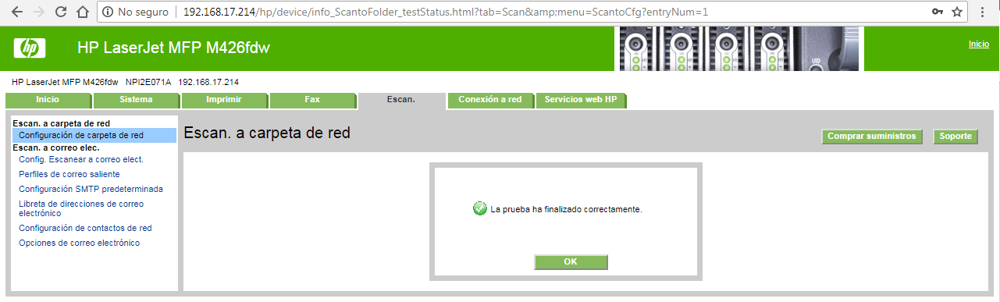 No seguro
192.168.17.214/hp/device/info_ScantoFolder_testStatus.html?tab=Scan&amp;menu=ScantoCfg?entryNum=1
hp
HP LaserJet MFP M426fdw
UID
Inicio
HP LaserJet MFP M426fdw NPI2E071A 192.168.17.214
Inicio Sistema Imprimir Fax Escan. Conexión a red Servicios web HP
Escan. a carpeta de red
Configuración de carpeta de red
Escan. a correo elec.
Config. Escanear a correo elect.
Perfiles de correo saliente
Configuración SMTP predeterminada
Libreta de direcciones de correo
electrónico
Configuración de contactos de red
Opciones de correo electrónico
Escan. a carpeta de red
Comprar suministros
Soporte
La prueba ha finalizado correctamente.
OK